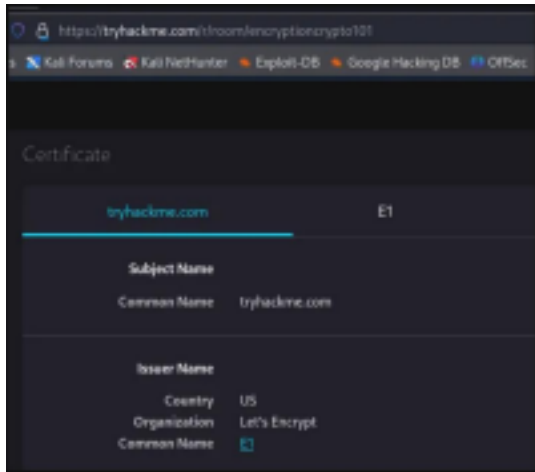 https://tryhackme.com/r/room/encryptioncrypto101
Kali Forums Kali NetHunter Exploit-DB Google Hacking DB OffSec
Certificate
tryhackme.com E1
Subject Name
Common Name tryhackme.com
Issuer Name
Country US
Organization Let's Encrypt
Common Name E1